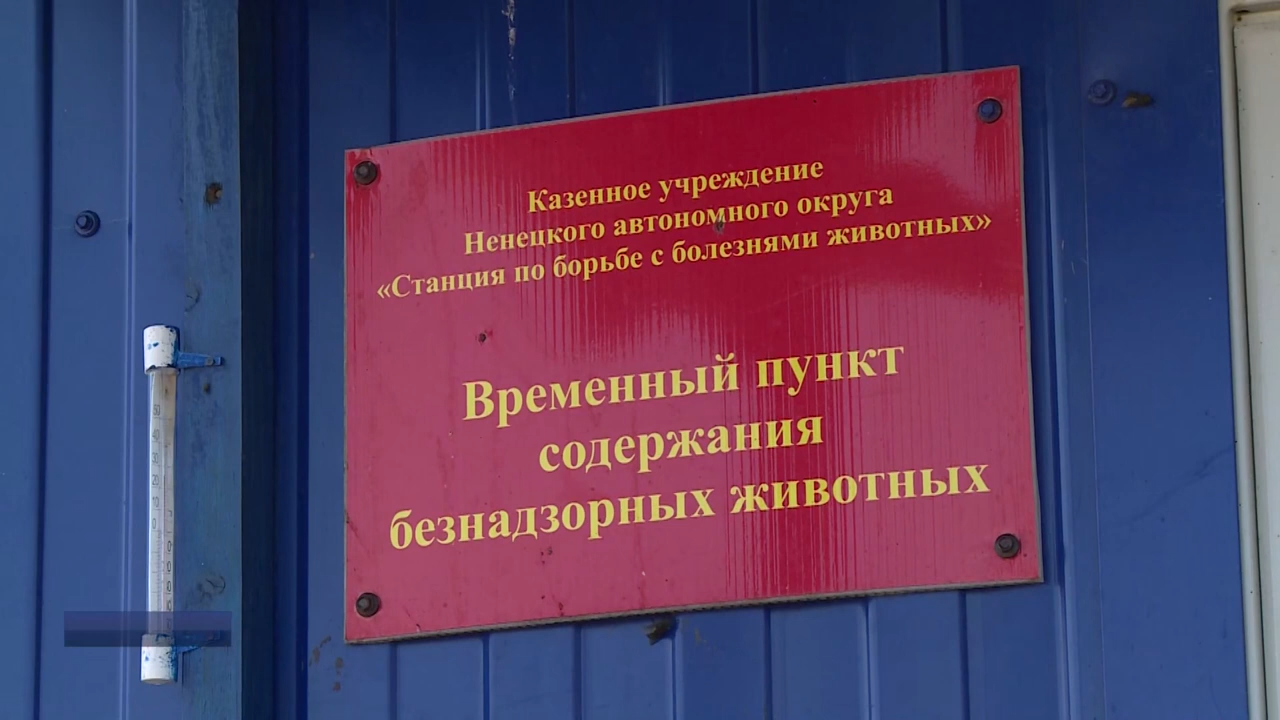 Казенное учреждение
Ненецкого автономного округа
«Станция по борьбе с болезнями животных»
Временный пункт
содержания
безнадзорных животных